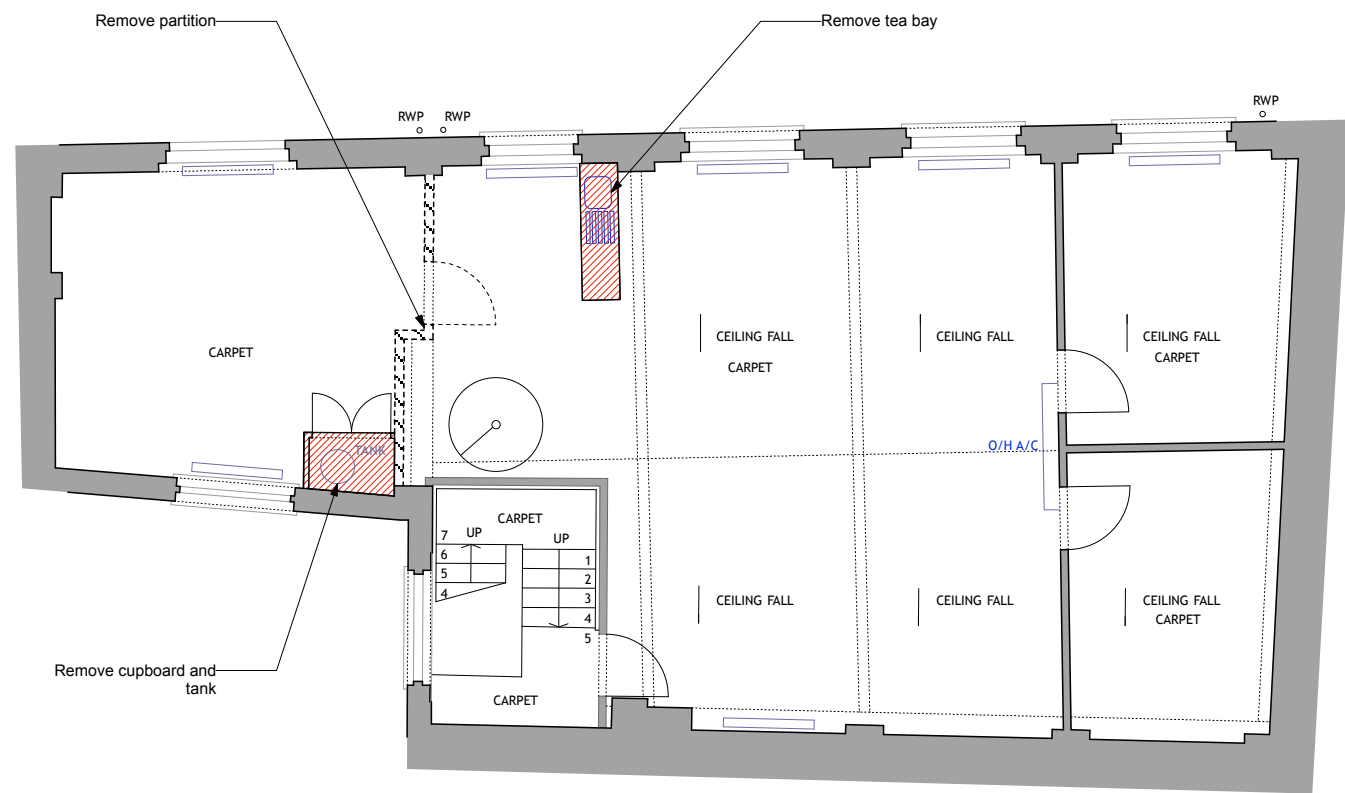 Remove partition
Remove tea bay
RWP
RWP
RWP
CARPET
CEILING FALL
CARPET
CEILING FALL
CEILING FALL
CARPET
TANK
O/H A/C
CARPET
7
UP
UP
6
5
4
1
2
3
4
5
CARPET
CEILING FALL
CEILING FALL
CEILING FALL
CARPET
Remove cupboard and
tank